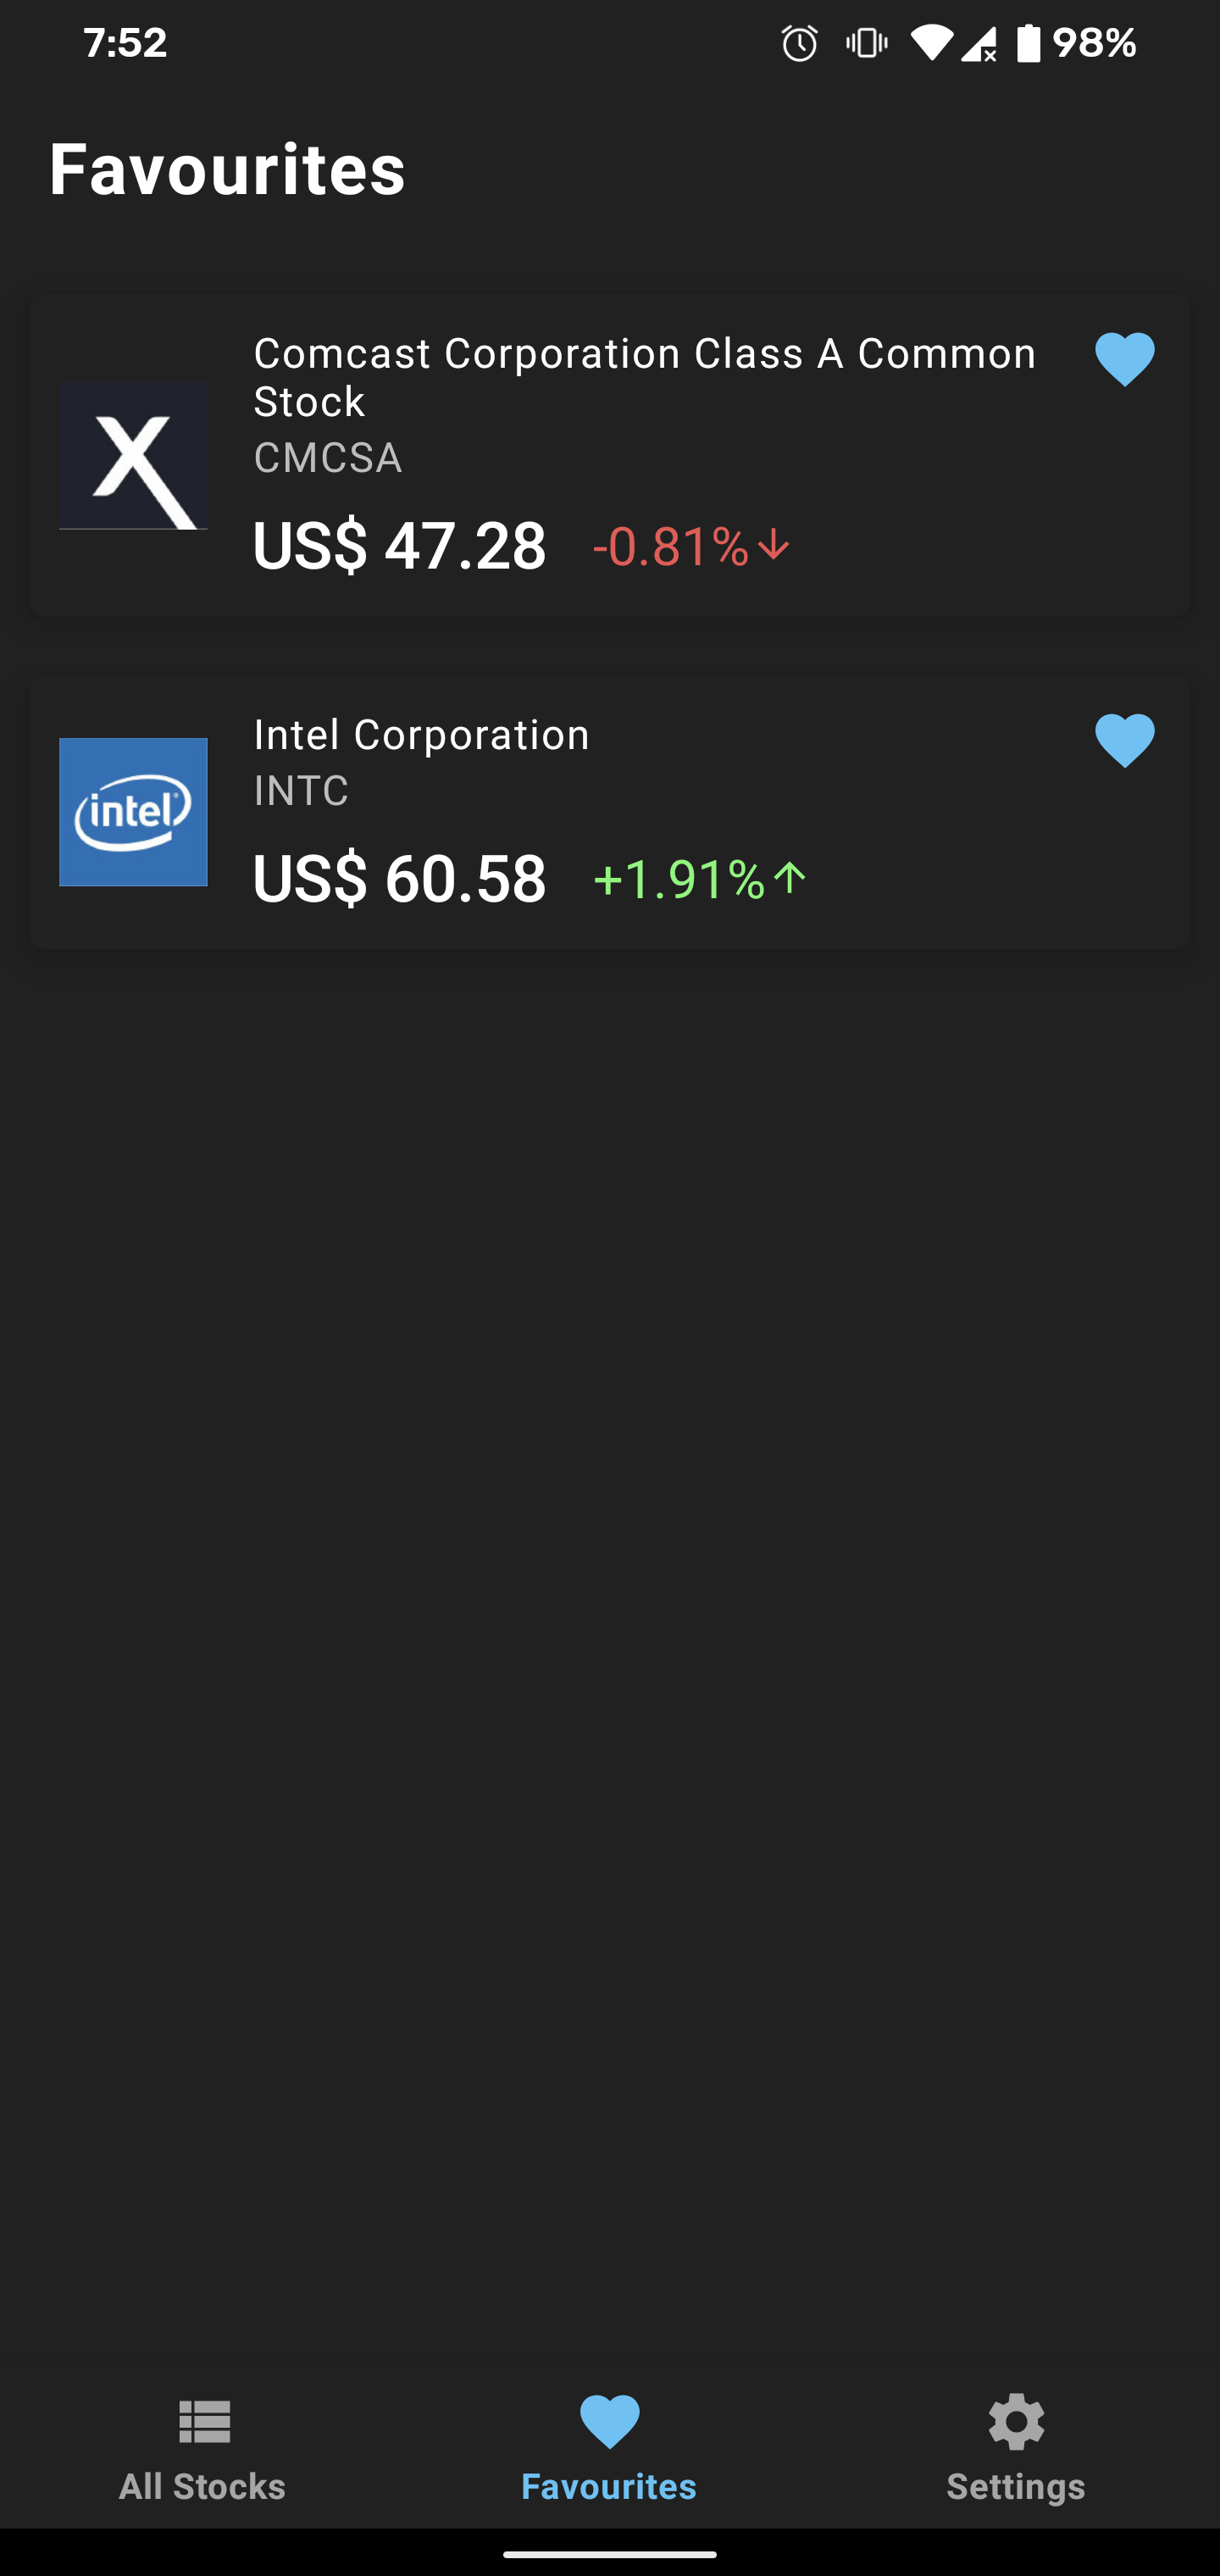 7:52
98%
Favourites
Comcast Corporation Class A Common
Stock
CMCSA
US$ 47.28 -0.81%↓
intel
Intel Corporation
INTC
US$ 60.58 +1.91%↑
All Stocks
Favourites
Settings